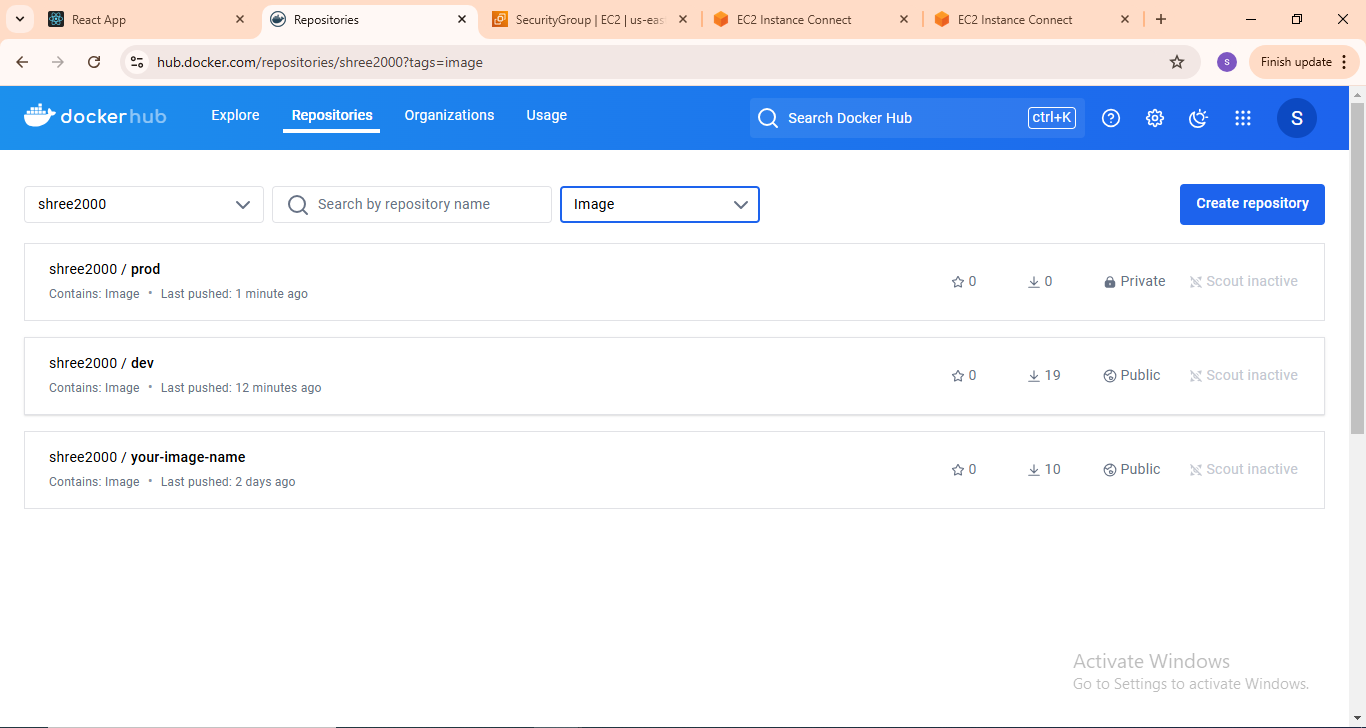 React App
Repositories
SecurityGroup | EC2 | us-eas
EC2 Instance Connect
EC2 Instance Connect
hub.docker.com/repositories/shree2000?tags=image
s
Finish update
dockerhub
Explore
Repositories
Organizations
Usage
Search Docker Hub
ctrl+K
S
shree2000
Search by repository name
Image
Create repository
shree2000 / prod
Contains: Image • Last pushed: 1 minute ago
0
0
Private
Scout inactive
shree2000 / dev
Contains: Image • Last pushed: 12 minutes ago
0
19
Public
Scout inactive
shree2000 / your-image-name
Contains: Image • Last pushed: 2 days ago
0
10
Public
Scout inactive
Activate Windows
Go to Settings to activate Windows.